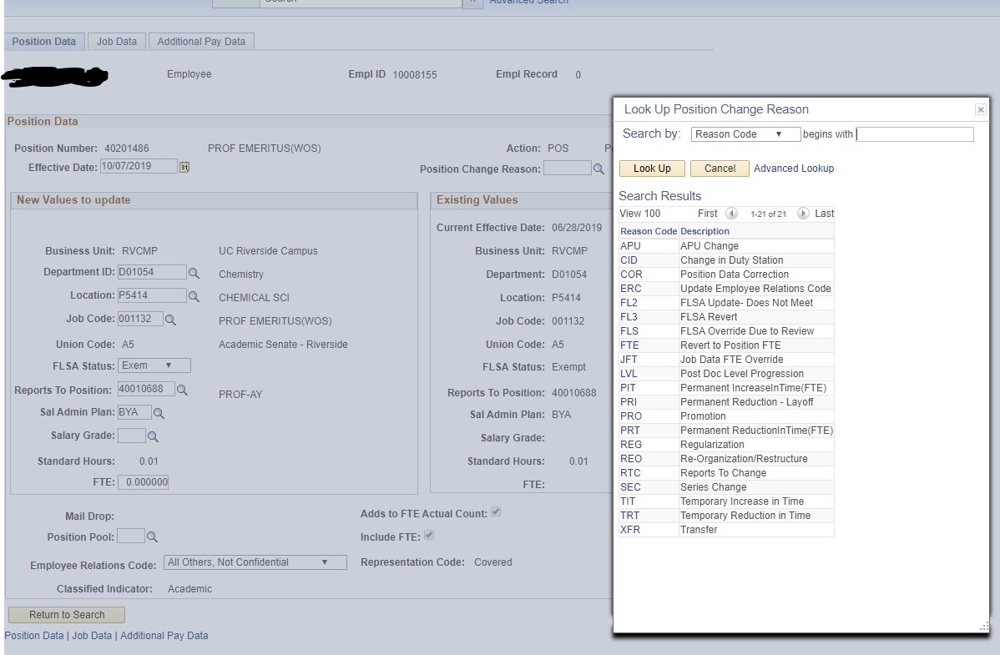 Search » Advanced Search
Position Data Job Data Additional Pay Data
Employee Empl ID 10008155 Empl Record 0
Position Data
Position Number: 40201486 PROF EMERITUS(WOS) Action: POS
Effective Date: 10/07/2019 31 Position Change Reason:
New Values to update
Business Unit: RVCMP UC Riverside Campus
Department ID: D01054 Chemistry
Location: P5414 CHEMICAL SCI
Job Code: 001132 PROF EMERITUS(WOS)
Union Code: A5 Academic Senate - Riverside
FLSA Status: Exem
Reports To Position: 40010688 PROF-AY
Sal Admin Plan: BYA
Salary Grade:
Standard Hours: 0.01
FTE: 0.000000
Existing Values
Current Effective Date: 06/28/2019
Business Unit: RVCMP
Department: D01054
Location: P5414
Job Code: 001132
Union Code: A5
FLSA Status: Exempt
Reports To Position: 40010688
Sal Admin Plan: BYA
Salary Grade:
Standard Hours: 0.01
FTE:
Mail Drop:
Position Pool:
Employee Relations Code: All Others, Not Confidential
Classified Indicator: Academic
Adds to FTE Actual Count:
Include FTE:
Representation Code: Covered
Return to Search
Position Data | Job Data | Additional Pay Data
Look Up Position Change Reason
Search by: Reason Code begins with
Look Up Cancel Advanced Lookup
Search Results
View 100 First 1-21 of 21 Last
Reason Code Description
APU APU Change
CID Change in Duty Station
COR Position Data Correction
ERC Update Employee Relations Code
FL2 FLSA Update- Does Not Meet
FL3 FLSA Revert
FLS FLSA Override Due to Review
FTE Revert to Position FTE
JFT Job Data FTE Override
LVL Post Doc Level Progression
PIT Permanent IncreaseInTime(FTE)
PRI Permanent Reduction - Layoff
PRO Promotion
PRT Permanent ReductionInTime(FTE)
REG Regularization
REO Re-Organization/Restructure
RTC Reports To Change
SEC Series Change
TIT Temporary Increase in Time
TRT Temporary Reduction in Time
XFR Transfer